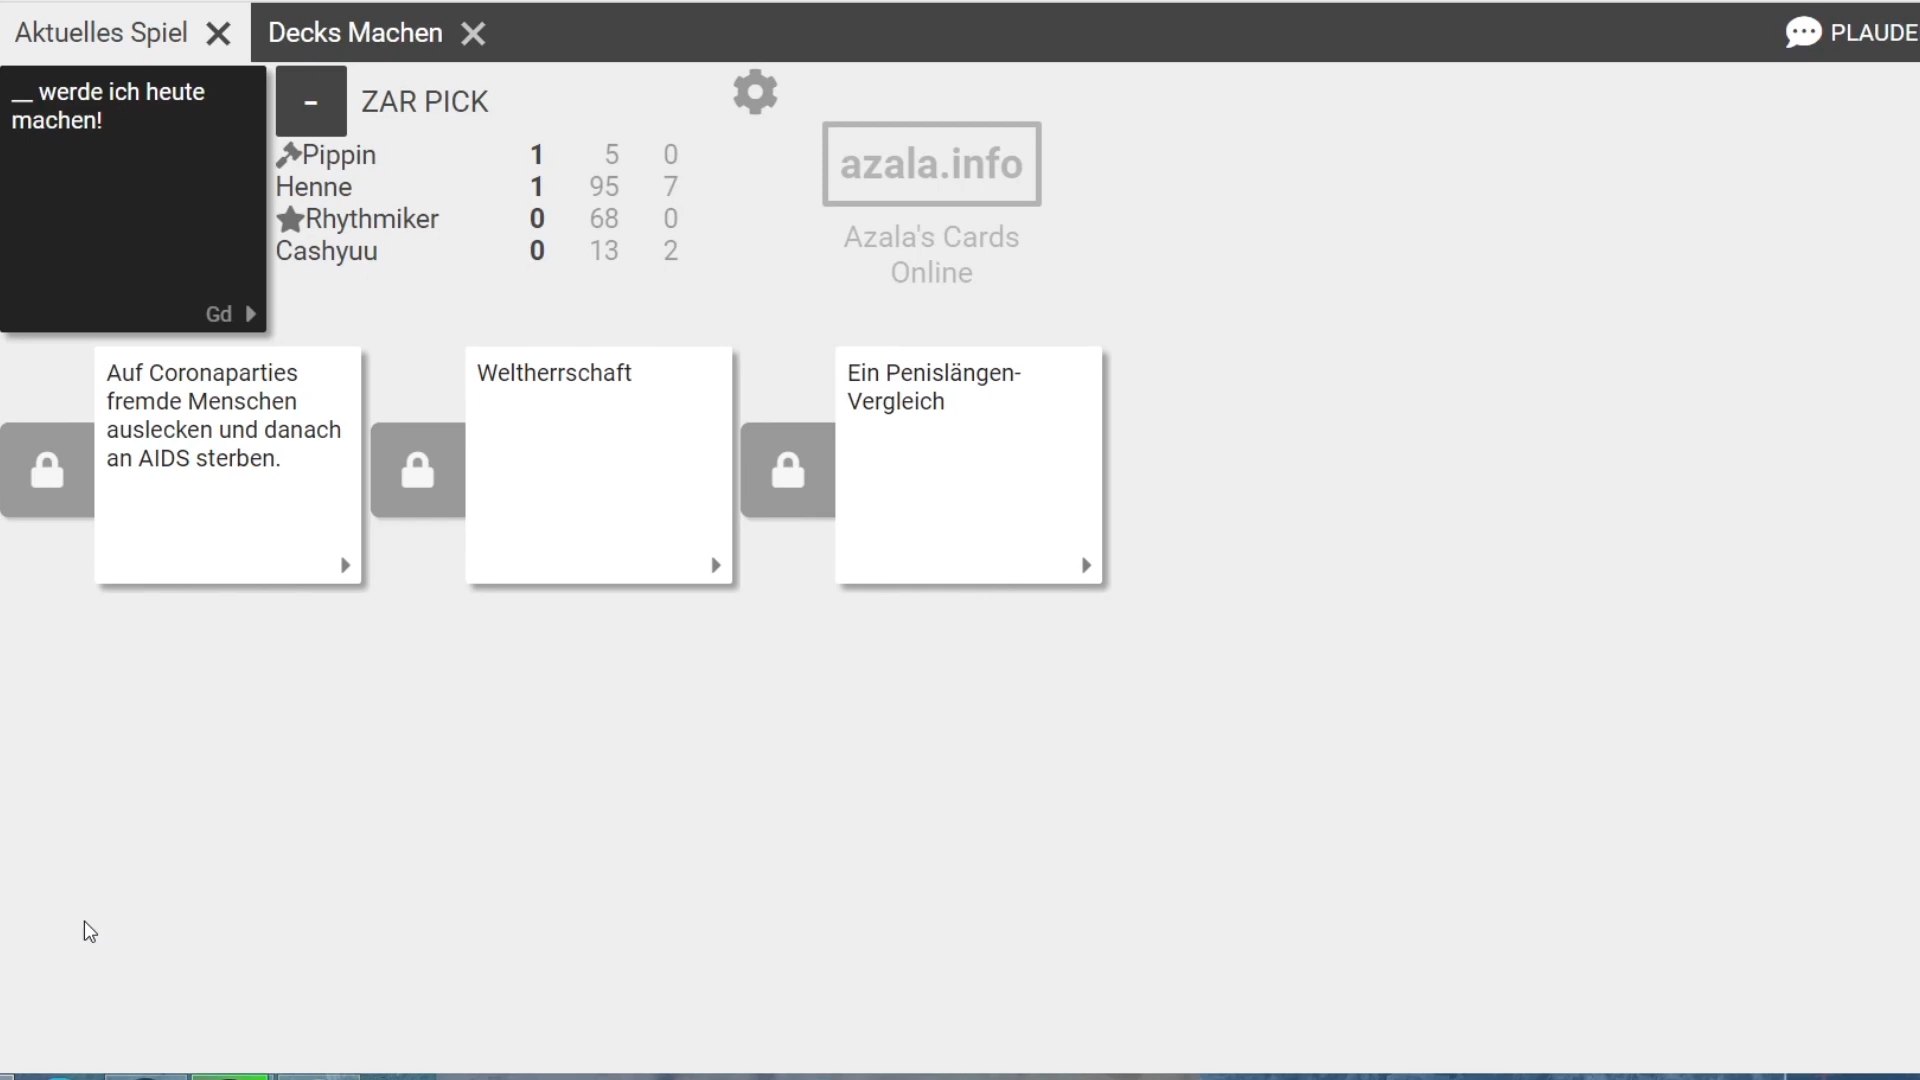 Aktuelles Spiel
Decks Machen
PLAUDE
__ werde ich heute
machen!
Gd
-
ZAR PICK
Pippin 1 5 0
Henne 1 95 7
Rhythmiker 0 68 0
Cashyuu 0 13 2
azala.info
Azala's Cards
Online
Auf Coronaparties
fremde Menschen
auslecken und danach
an AIDS sterben.
Weltherrschaft
Ein Penislängen-
Vergleich